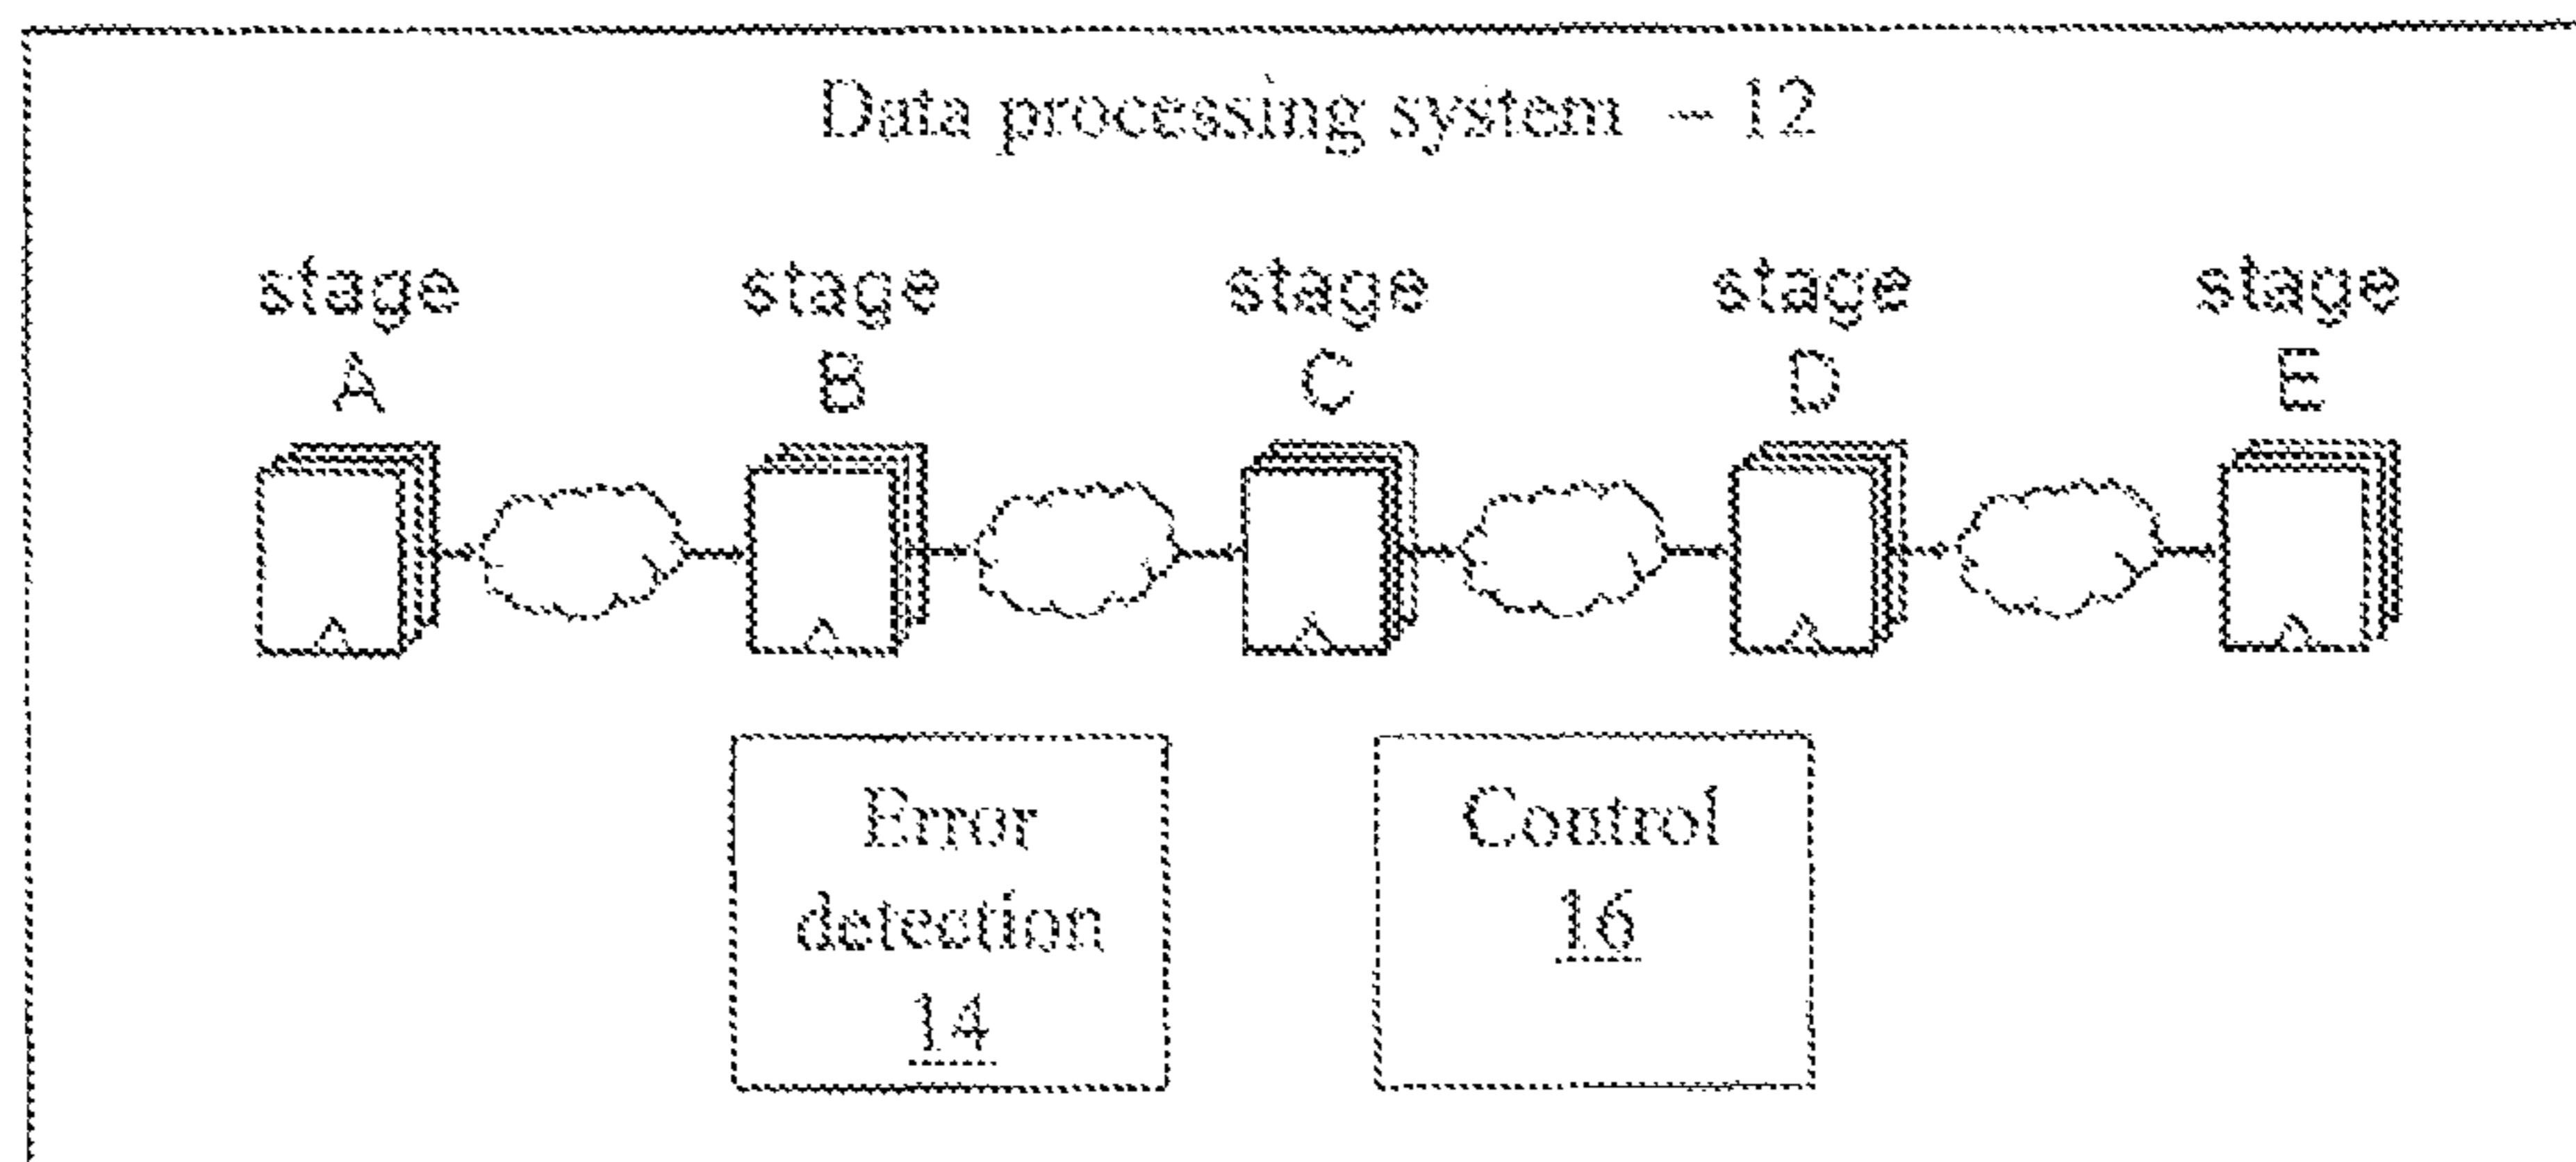 Data processing system – 12
stage stage stage stage stage
A B C D E
Error
detection
14
Control
16